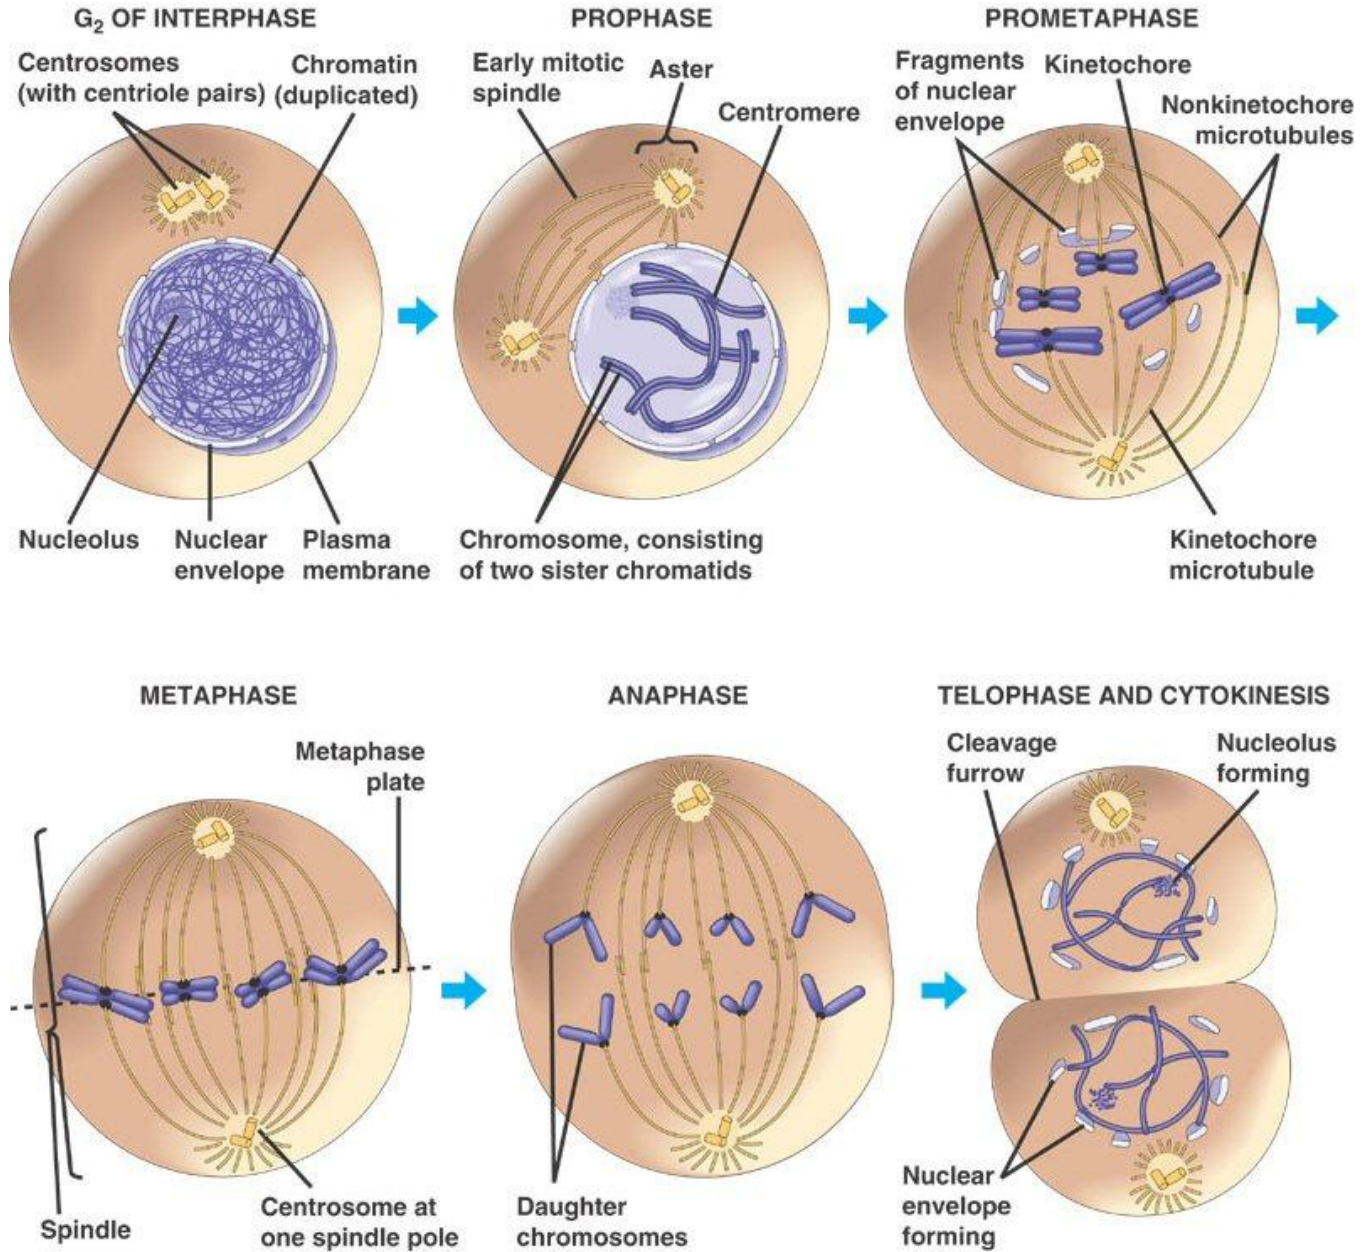 G₂ OF INTERPHASE
Centrosomes
(with centriole pairs)
Chromatin
(duplicated)
Nucleolus
Nuclear
envelope
Plasma
membrane
PROPHASE
Early mitotic
spindle
Aster
Centromere
Chromosome, consisting
of two sister chromatids
PROMETAPHASE
Fragments
of nuclear
envelope
Kinetochore
Nonkinetochore
microtubules
Kinetochore
microtubule
METAPHASE
Metaphase
plate
Spindle
Centrosome at
one spindle pole
ANAPHASE
Daughter
chromosomes
TELOPHASE AND CYTOKINESIS
Cleavage
furrow
Nucleolus
forming
Nuclear
envelope
forming